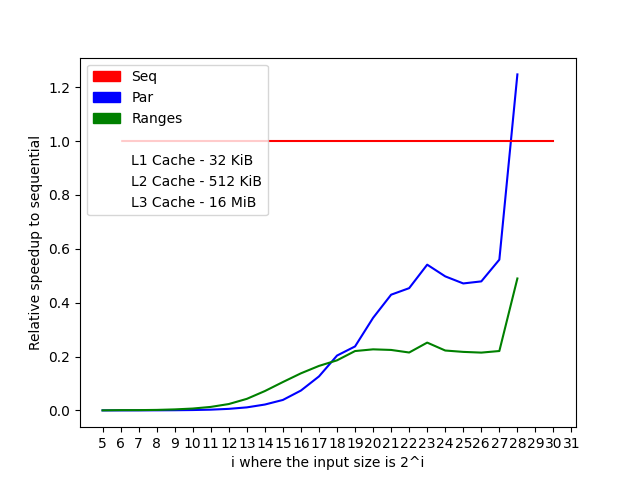 Seq
Par
Ranges
L1 Cache - 32 KiB
L2 Cache - 512 KiB
L3 Cache - 16 MiB
1.2
1.0
0.8
0.6
0.4
0.2
0.0
Relative speedup to sequential
5 6 7 8 9 10 11 12 13 14 15 16 17 18 19 20 21 22 23 24 25 26 27 28 29 30 31
i where the input size is 2^i